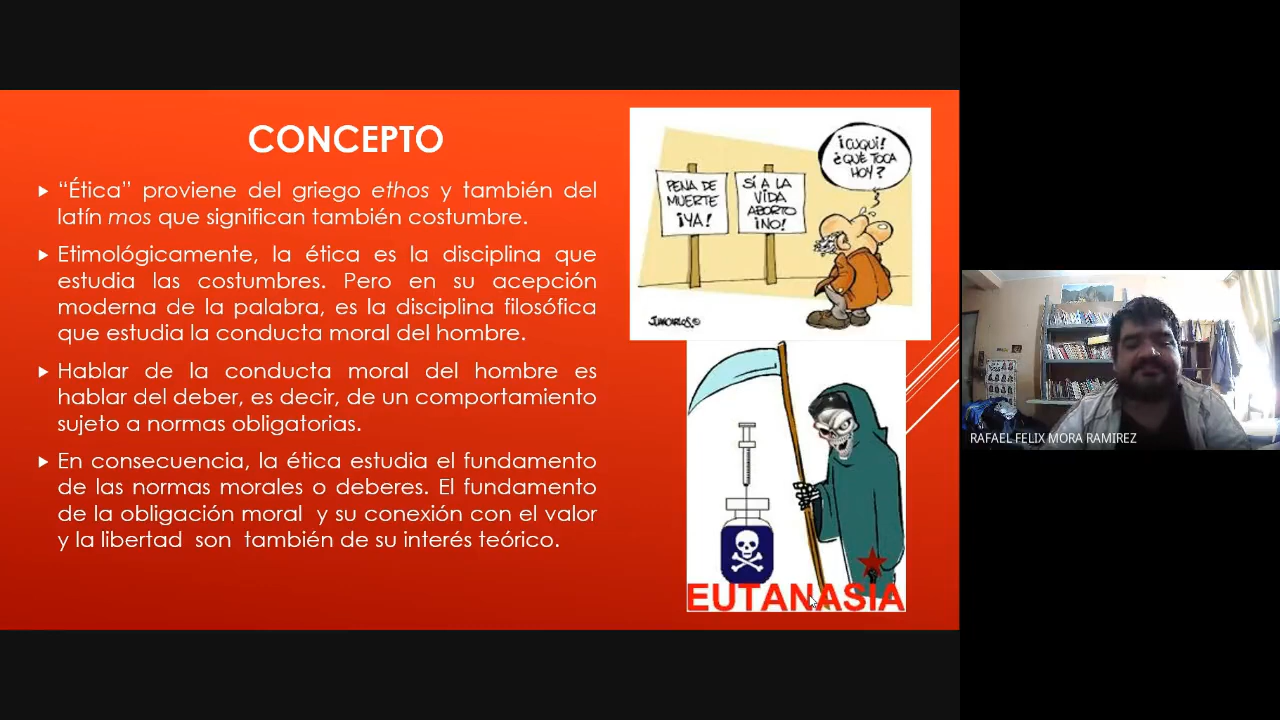 CONCEPTO
“Ética” proviene del griego ethos y también del
latín mos que significan también costumbre.
Etimológicamente, la ética es la disciplina que
estudia las costumbres. Pero en su acepción
moderna de la palabra, es la disciplina filosófica
que estudia la conducta moral del hombre.
Hablar de la conducta moral del hombre es
hablar del deber, es decir, de un comportamiento
sujeto a normas obligatorias.
En consecuencia, la ética estudia el fundamento
de las normas morales o deberes. El fundamento
de la obligación moral y su conexión con el valor
y la libertad son también de su interés teórico.
¡CUQUI!
¿QUÉ TOCA
HOY?
PENA DE
MUERTE
¡YA!
SÍ A LA
VIDA
ABORTO
¡NO!
EUTANASIA
RAFAEL FELIX MORA RAMIREZ